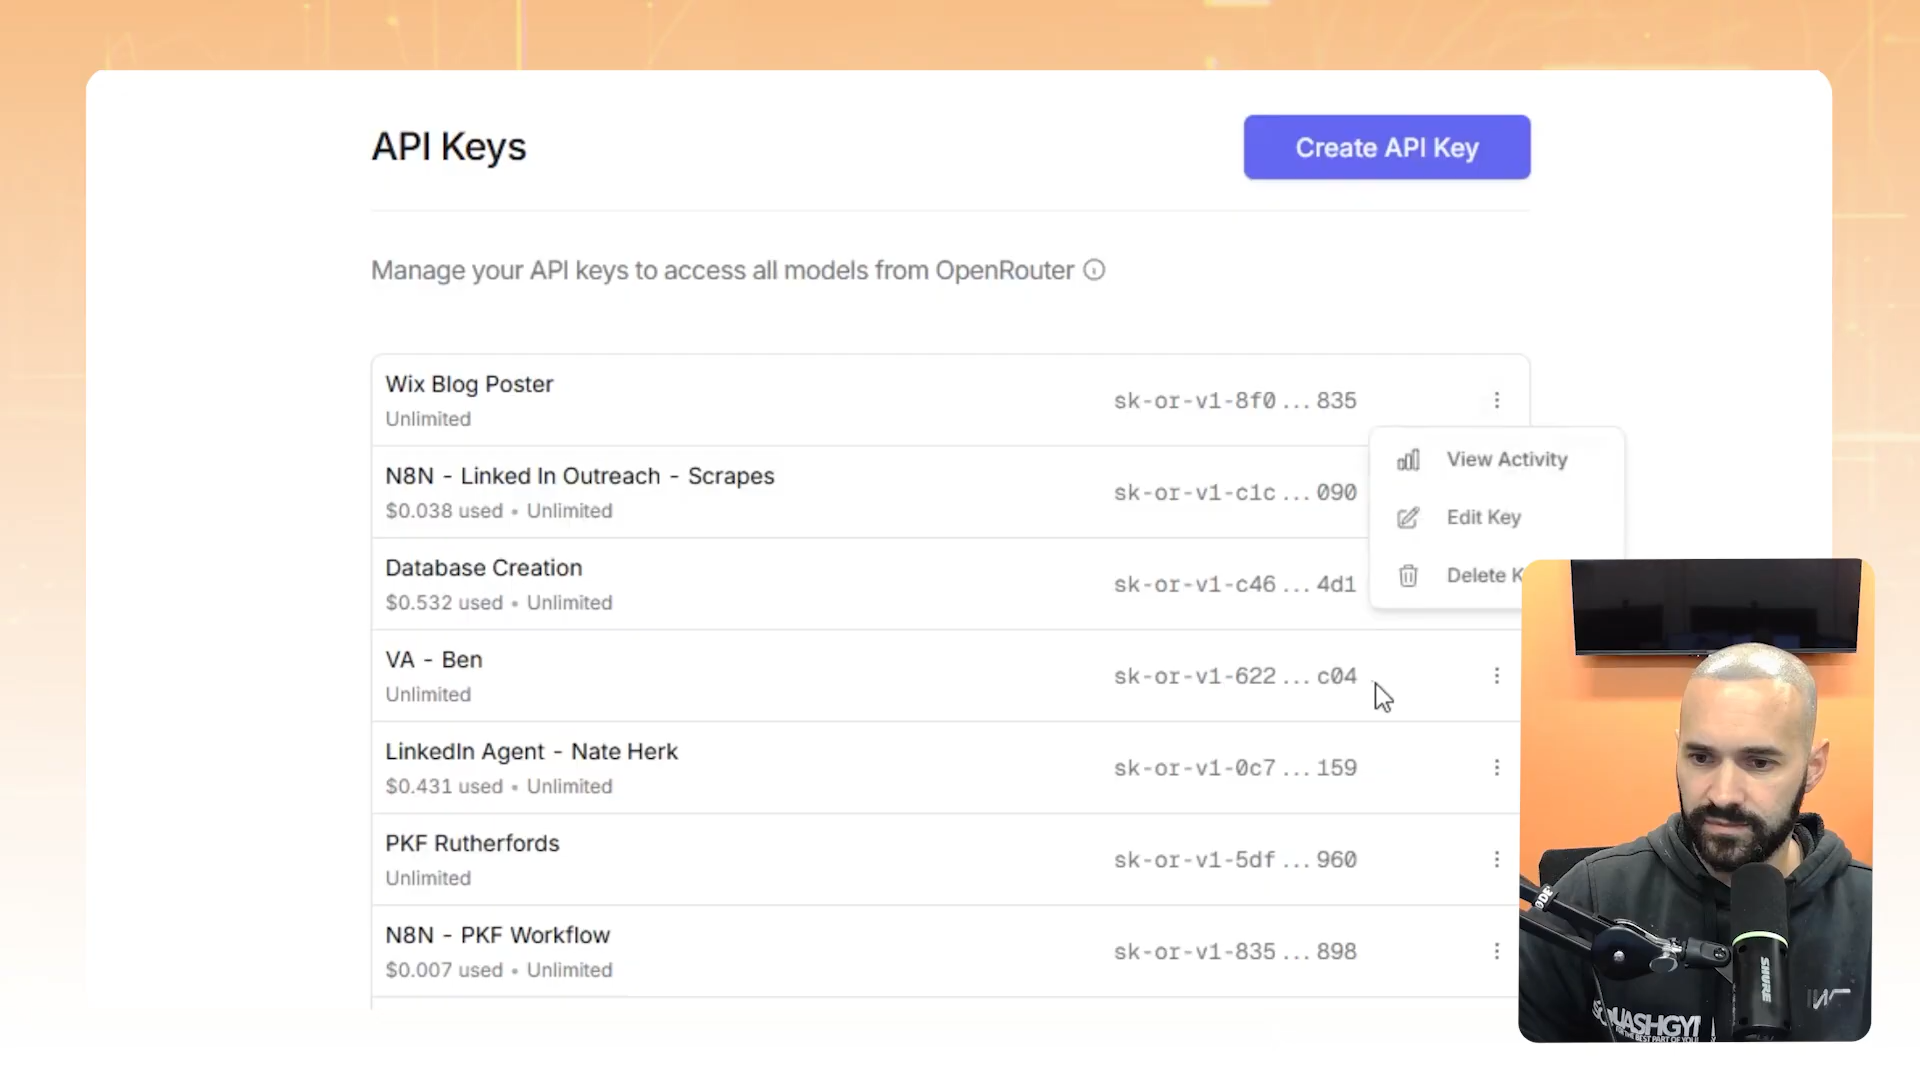 API Keys
Create API Key
Manage your API keys to access all models from OpenRouter
Wix Blog Poster
Unlimited
sk-or-v1-8f0...835
View Activity
Edit Key
Delete K
N8N - Linked In Outreach - Scrapes
$0.038 used • Unlimited
sk-or-v1-c1c...090
Database Creation
$0.532 used • Unlimited
sk-or-v1-c46...4d1
VA - Ben
Unlimited
sk-or-v1-622...c04
LinkedIn Agent - Nate Herk
$0.431 used • Unlimited
sk-or-v1-0c7...159
PKF Rutherfords
Unlimited
sk-or-v1-5df...960
N8N - PKF Workflow
$0.007 used • Unlimited
sk-or-v1-835...898
SHURE